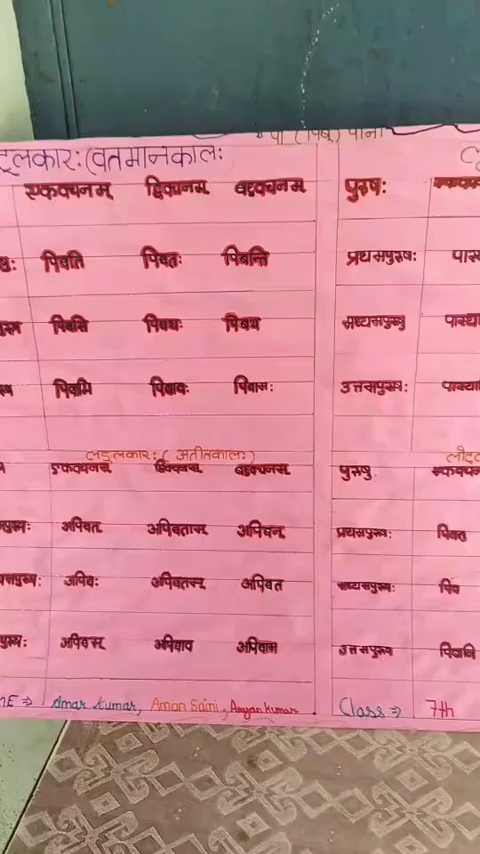 पा (पिब्) पाना
ट्लकारः(वर्तमानकालः
एकवचनम् द्विवचनम् बहुवचनम् पुरुषः
पिबति पिबतः पिबन्ति प्रथमपुरुषः
पिबसि पिबथः पिबथ मध्यमपुरुषः
पिबामि पिबावः पिबामः उत्तमपुरुषः
लङ्लकारः(अतीतकालः)
एकवचनम् द्विवचनम् बहुवचनम् पुरुषः
अपिबत् अपिबताम् अपिबन् प्रथमपुरुषः पिबतु
अपिबः अपिबतम् अपिबत मध्यमपुरुषः पिब
अपिबम् अपिबाव अपिबाम उत्तमपुरुष पिबानि
ME ⇒ Amar Kumar, Aman Saini, Aayan kumar Class ⇒ 7th